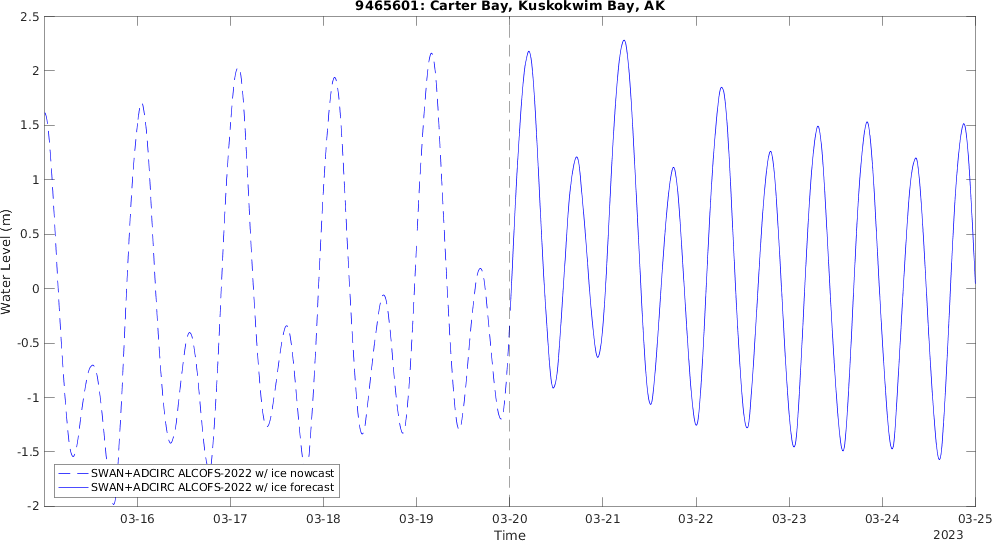 9465601: Carter Bay, Kuskokwim Bay, AK
2.5
2
1.5
1
0.5
0
-0.5
-1
-1.5
-2
Water Level (m)
SWAN+ADCIRC ALCOFS-2022 w/ ice nowcast
SWAN+ADCIRC ALCOFS-2022 w/ ice forecast
03-16 03-17 03-18 03-19 03-20 03-21 03-22 03-23 03-24 03-25
Time
2023